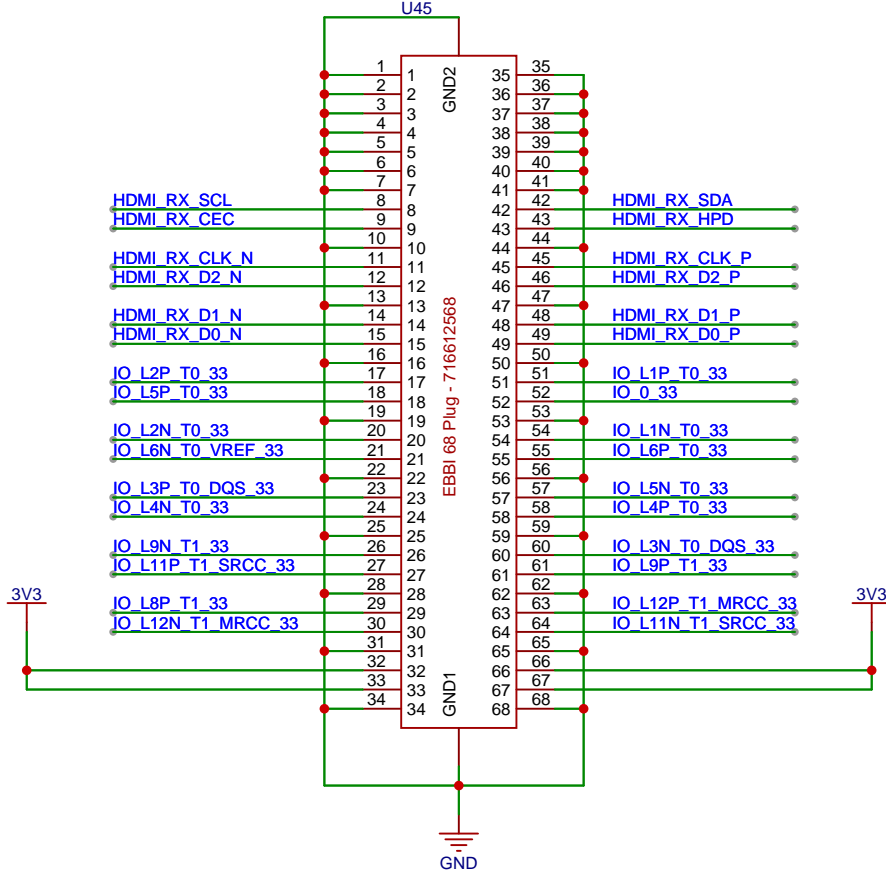 U45
1 1 35 35
2 2 36 36
3 3 37 37
4 4 38 38
5 5 39 39
6 6 40 40
7 7 41 41
HDMI_RX_SCL 8 8 42 42 HDMI_RX_SDA
HDMI_RX_CEC 9 9 43 43 HDMI_RX_HPD
10 10 44 44
HDMI_RX_CLK_N 11 11 45 45 HDMI_RX_CLK_P
HDMI_RX_D2_N 12 12 46 46 HDMI_RX_D2_P
13 13 47 47
HDMI_RX_D1_N 14 14 48 48 HDMI_RX_D1_P
HDMI_RX_D0_N 15 15 49 49 HDMI_RX_D0_P
16 16 50 50
IO_L2P_T0_33 17 17 51 51 IO_L1P_T0_33
IO_L5P_T0_33 18 18 52 52 IO_0_33
19 19 53 53
IO_L2N_T0_33 20 20 54 54 IO_L1N_T0_33
IO_L6N_T0_VREF_33 21 21 55 55 IO_L6P_T0_33
22 22 56 56
IO_L3P_T0_DQS_33 23 23 57 57 IO_L5N_T0_33
IO_L4N_T0_33 24 24 58 58 IO_L4P_T0_33
25 25 59 59
IO_L9N_T1_33 26 26 60 60 IO_L3N_T0_DQS_33
IO_L11P_T1_SRCC_33 27 27 61 61 IO_L9P_T1_33
28 28 62 62
IO_L8P_T1_33 29 29 63 63 IO_L12P_T1_MRCC_33
IO_L12N_T1_MRCC_33 30 30 64 64 IO_L11N_T1_SRCC_33
31 31 65 65
32 32 66 66
33 33 67 67
34 34 68 68
GND2
EBBI 68 Plug - 716612568
GND1
3V3
3V3
GND